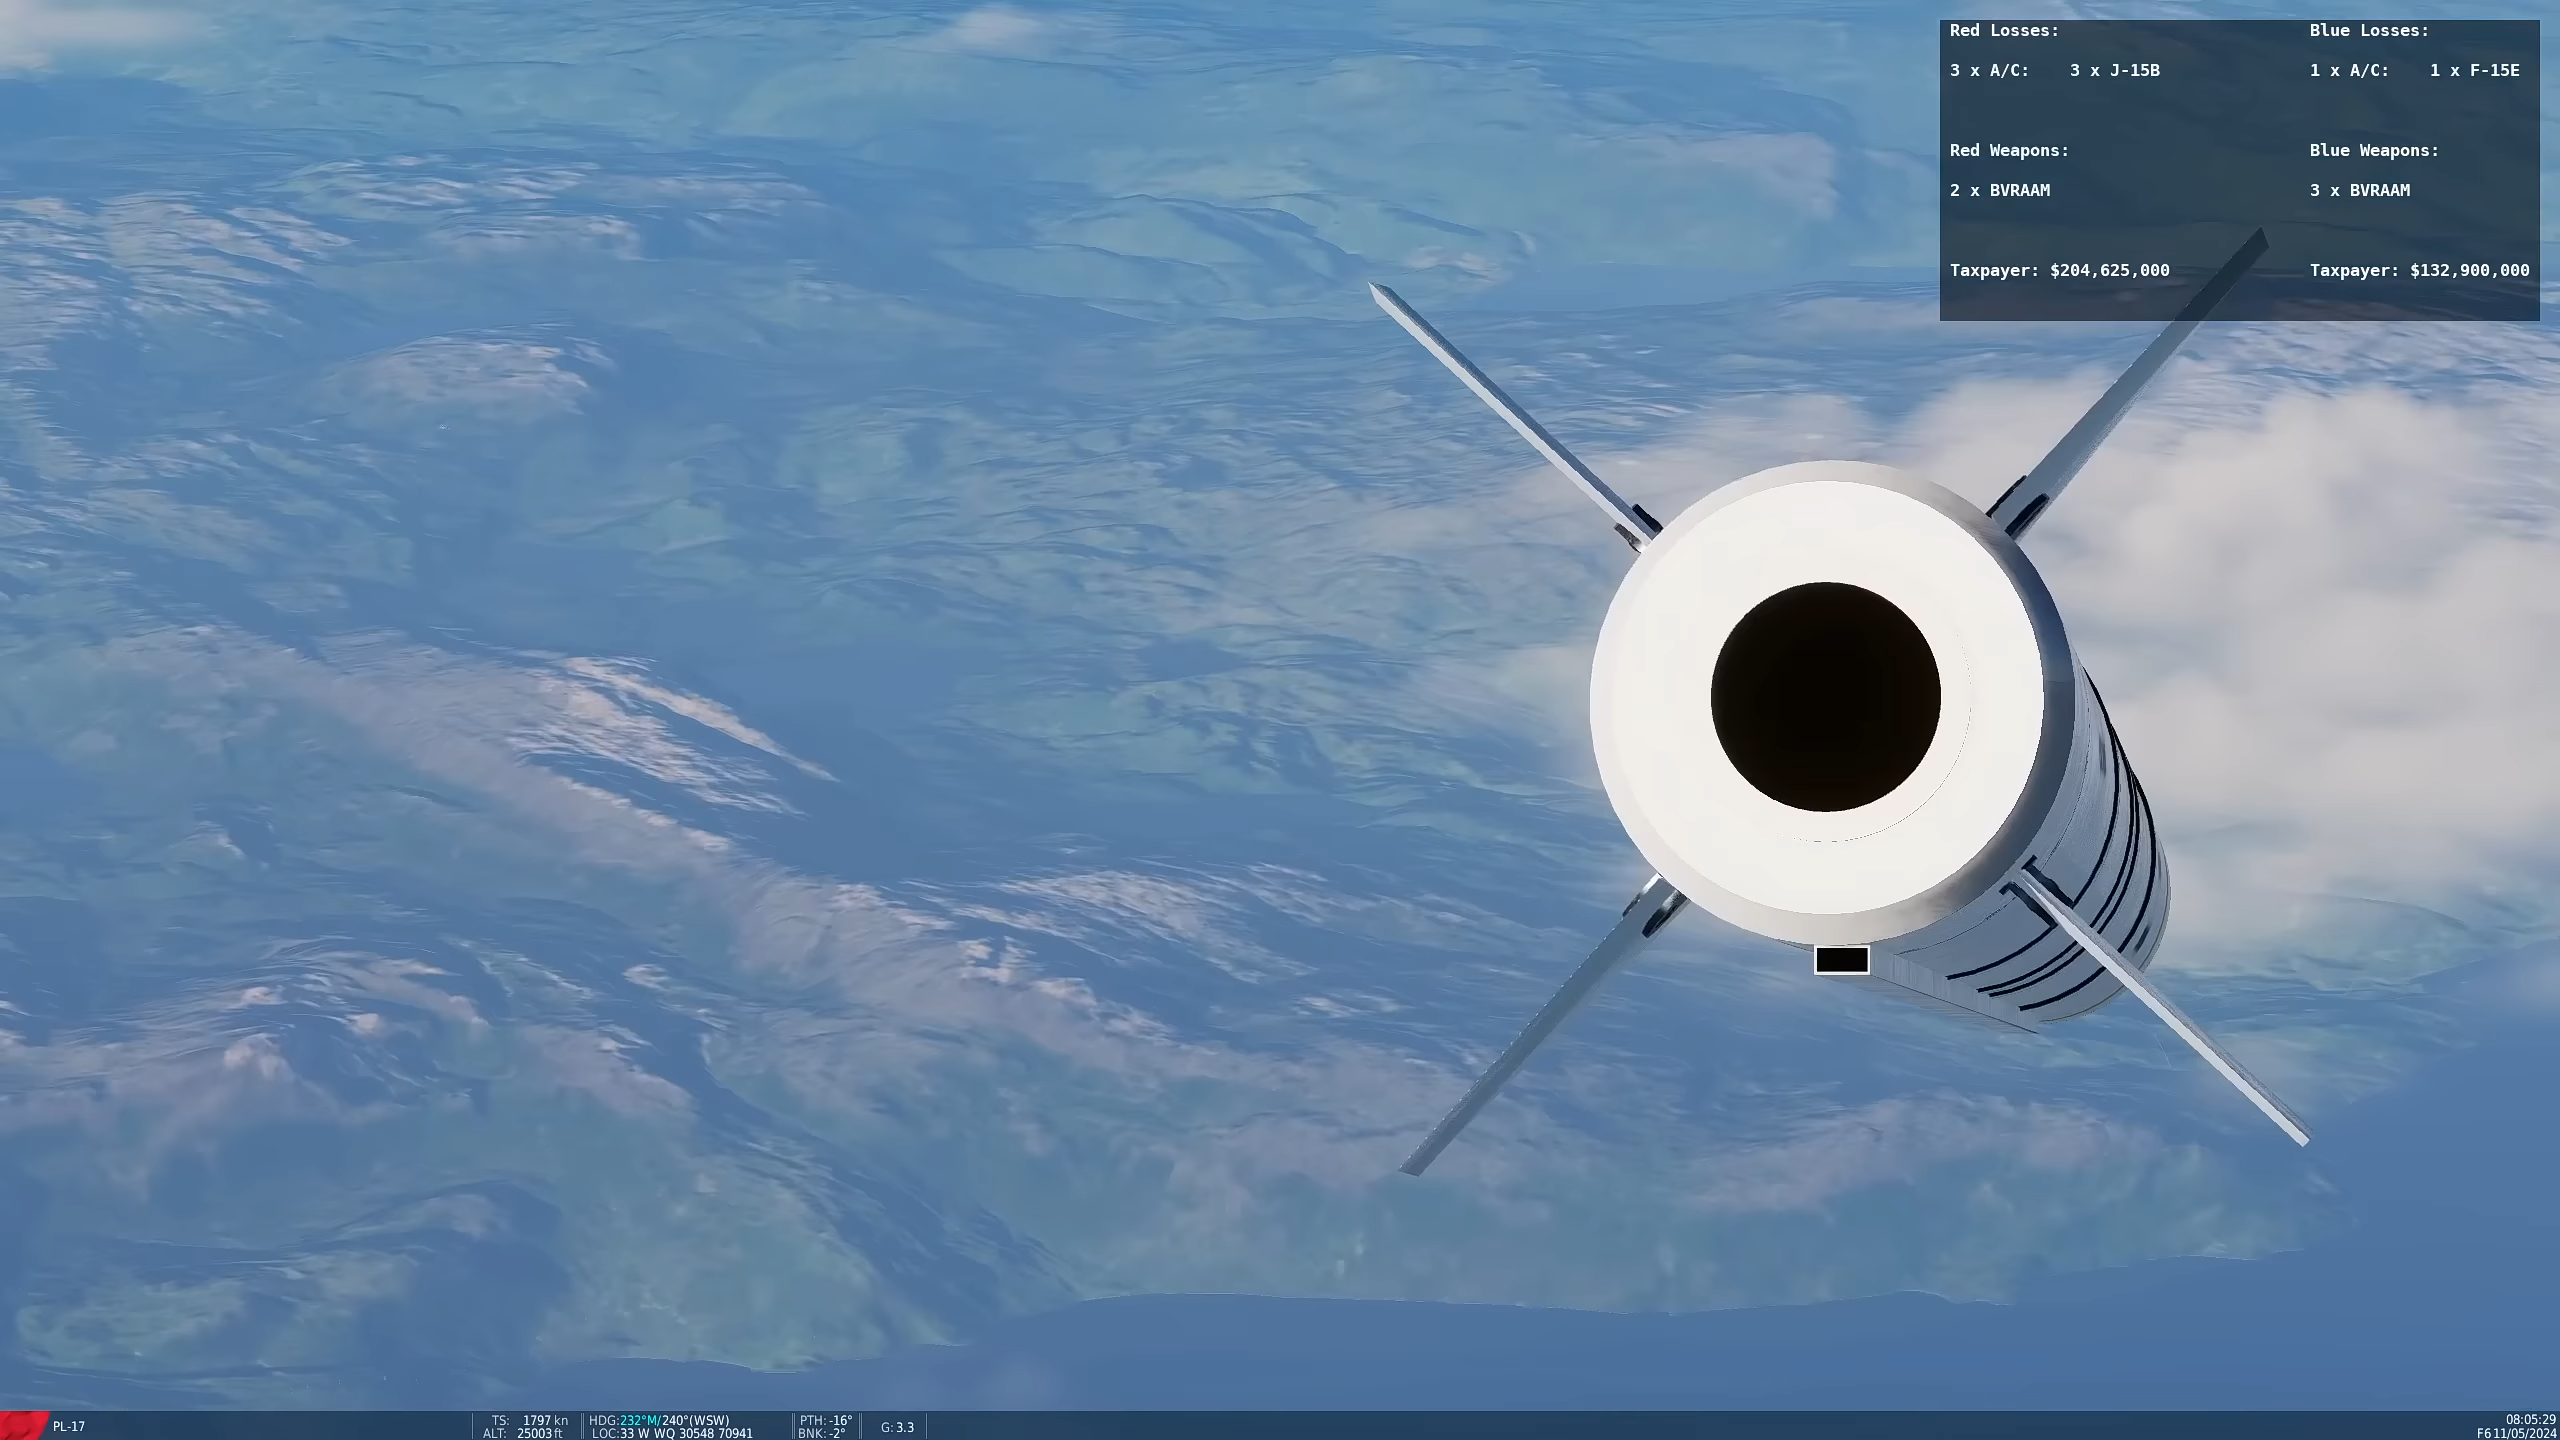 Red Losses: Blue Losses:
3 x A/C: 3 x J-15B 1 x A/C: 1 x F-15E
Red Weapons: Blue Weapons:
2 x BVRAAM 3 x BVRAAM
Taxpayer: $204,625,000 Taxpayer: $132,900,000
PL-17
TS: 1797 kn HDG:232°M/240°(WSW) PTH: -16° G: 3.3 08:05:29
ALT: 25003 ft LOC:33 W WQ 30548 70941 BNK: -2° F6 11/05/2024